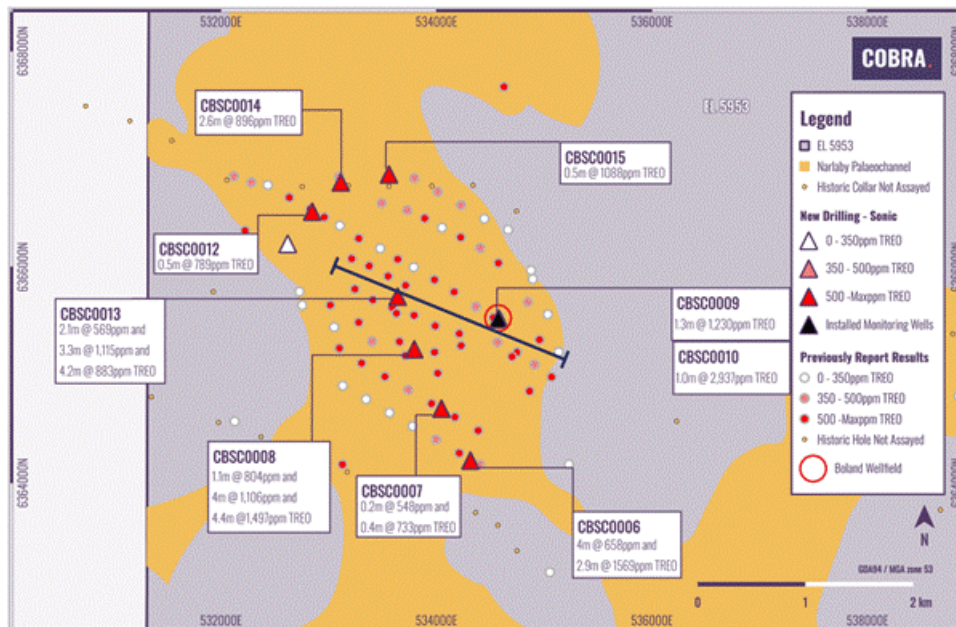 532000E
534000E
536000E
538000E
6368000N
COBRA.
EL 5953
CBSC0014
2.6m @ 896ppm TREO
CBSC0015
0.5m @ 1088ppm TREO
CBSC0012
0.5m @ 789ppm TREO
6366000N
CBSC0013
2.1m @ 569ppm and
3.3m @ 1,115ppm and
4.2m @ 883ppm TREO
CBSC0009
1.3m @ 1,230ppm TREO
CBSC0010
1.0m @ 2,937ppm TREO
CBSC0008
1.1m @ 804ppm and
4m @ 1,106ppm and
4.4m @1,497ppm TREO
CBSC0007
0.2m @ 548ppm and
0.4m @ 733ppm TREO
CBSC0006
4m @ 658ppm and
2.9m @ 1569ppm TREO
6364000N
Legend
EL 5953
Narlaby Palaeochannel
Historic Collar Not Assayed
New Drilling - Sonic
0 - 350ppm TREO
350 - 500ppm TREO
500 -Maxppm TREO
Installed Monitoring Wells
Previously Report Results
0 -350ppm TREO
350 - 500ppm TREO
500 -Maxppm TREO
Historic Hole Not Assayed
Boland Wellfield
N
GDA94 / MGA zone 53
0
1
2 km
532000E
534000E
536000E
538000E